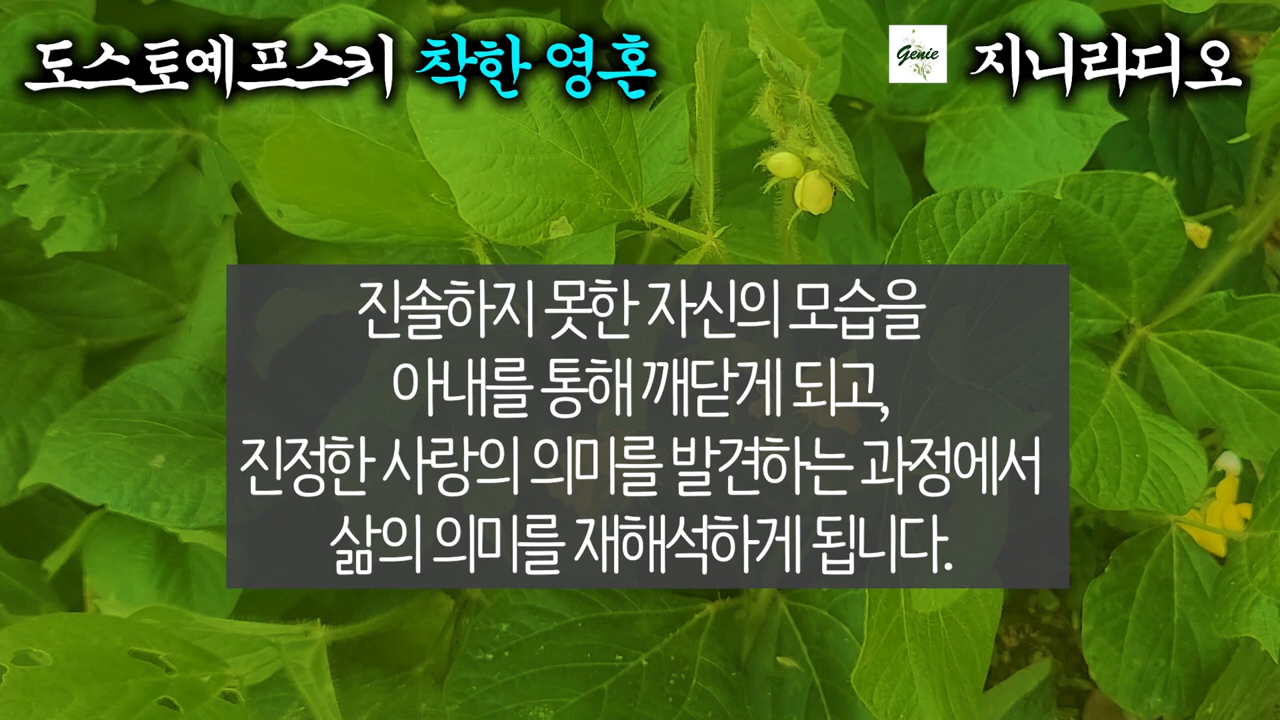 도스토예프스키 착한 영혼
Genie
지니라디오
진솔하지 못한 자신의 모습을
아내를 통해 깨닫게 되고,
진정한 사랑의 의미를 발견하는 과정에서
삶의 의미를 재해석하게 됩니다.